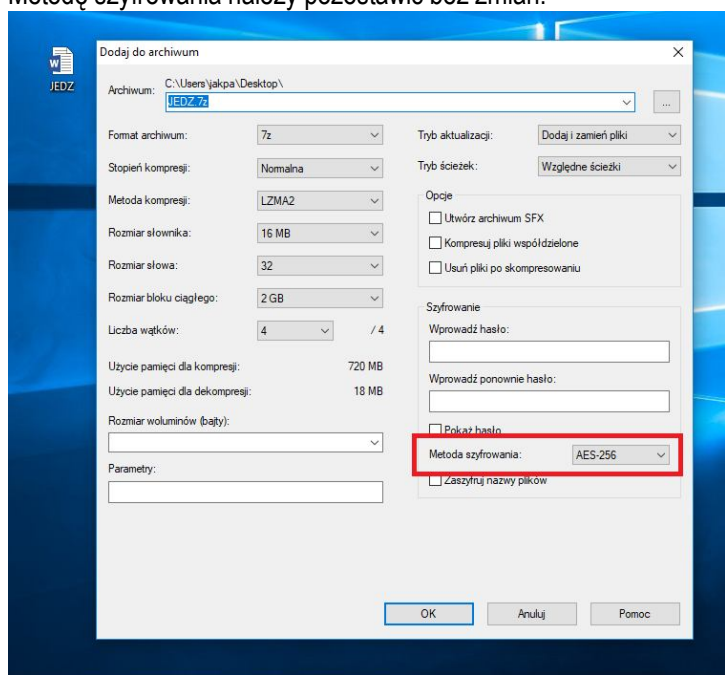 Metodę szyfrowania należy pozostawić bez zmian.
JEDZ
Dodaj do archiwum
Archiwum:
C:\Users\jakpa\Desktop\
JEDZ.7z
...
Format archiwum: 7z
Stopień kompresji: Normalna
Metoda kompresji: LZMA2
Rozmiar słownika: 16 MB
Rozmiar słowa: 32
Rozmiar bloku ciągłego: 2 GB
Liczba wątków: 4 / 4
Użycie pamięci dla kompresji: 720 MB
Użycie pamięci dla dekompresji: 18 MB
Rozmiar woluminów (bajty):
Parametry:
Tryb aktualizacji: Dodaj i zamień pliki
Tryb ścieżek: Względne ścieżki
Opcje
Utwórz archiwum SFX
Kompresuj pliki współdzielone
Usuń pliki po skompresowaniu
Szyfrowanie
Wprowadź hasło:
Wprowadź ponownie hasło:
Pokaż hasło
Metoda szyfrowania: AES-256
Zaszyfruj nazwy plików
OK
Anuluj
Pomoc